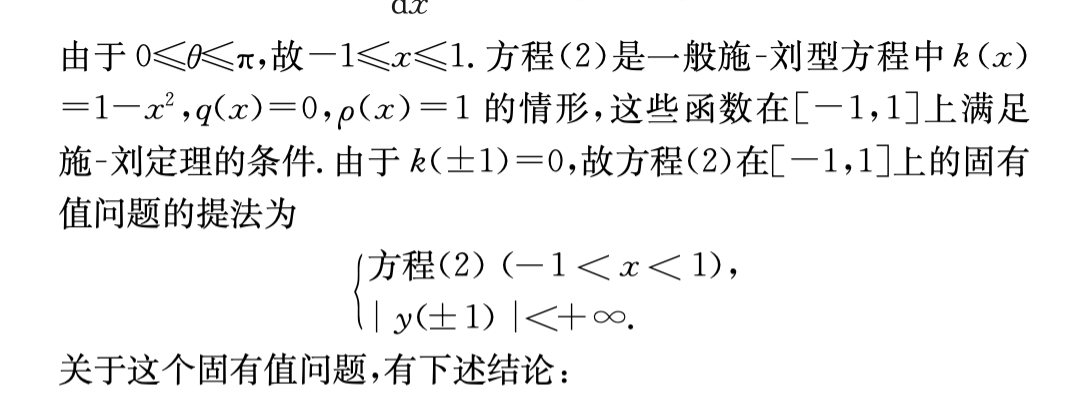 dx
由于 0≤θ≤π,故−1≤x≤1. 方程(2)是一般施-刘型方程中 k(x)
=1−x²,q(x)=0,ρ(x)=1 的情形,这些函数在[−1,1]上满足
施-刘定理的条件. 由于 k(±1)=0,故方程(2)在[−1,1]上的固有
值问题的提法为
{方程(2) (−1<x<1),
| y(±1) |<+∞.
关于这个固有值问题,有下述结论: